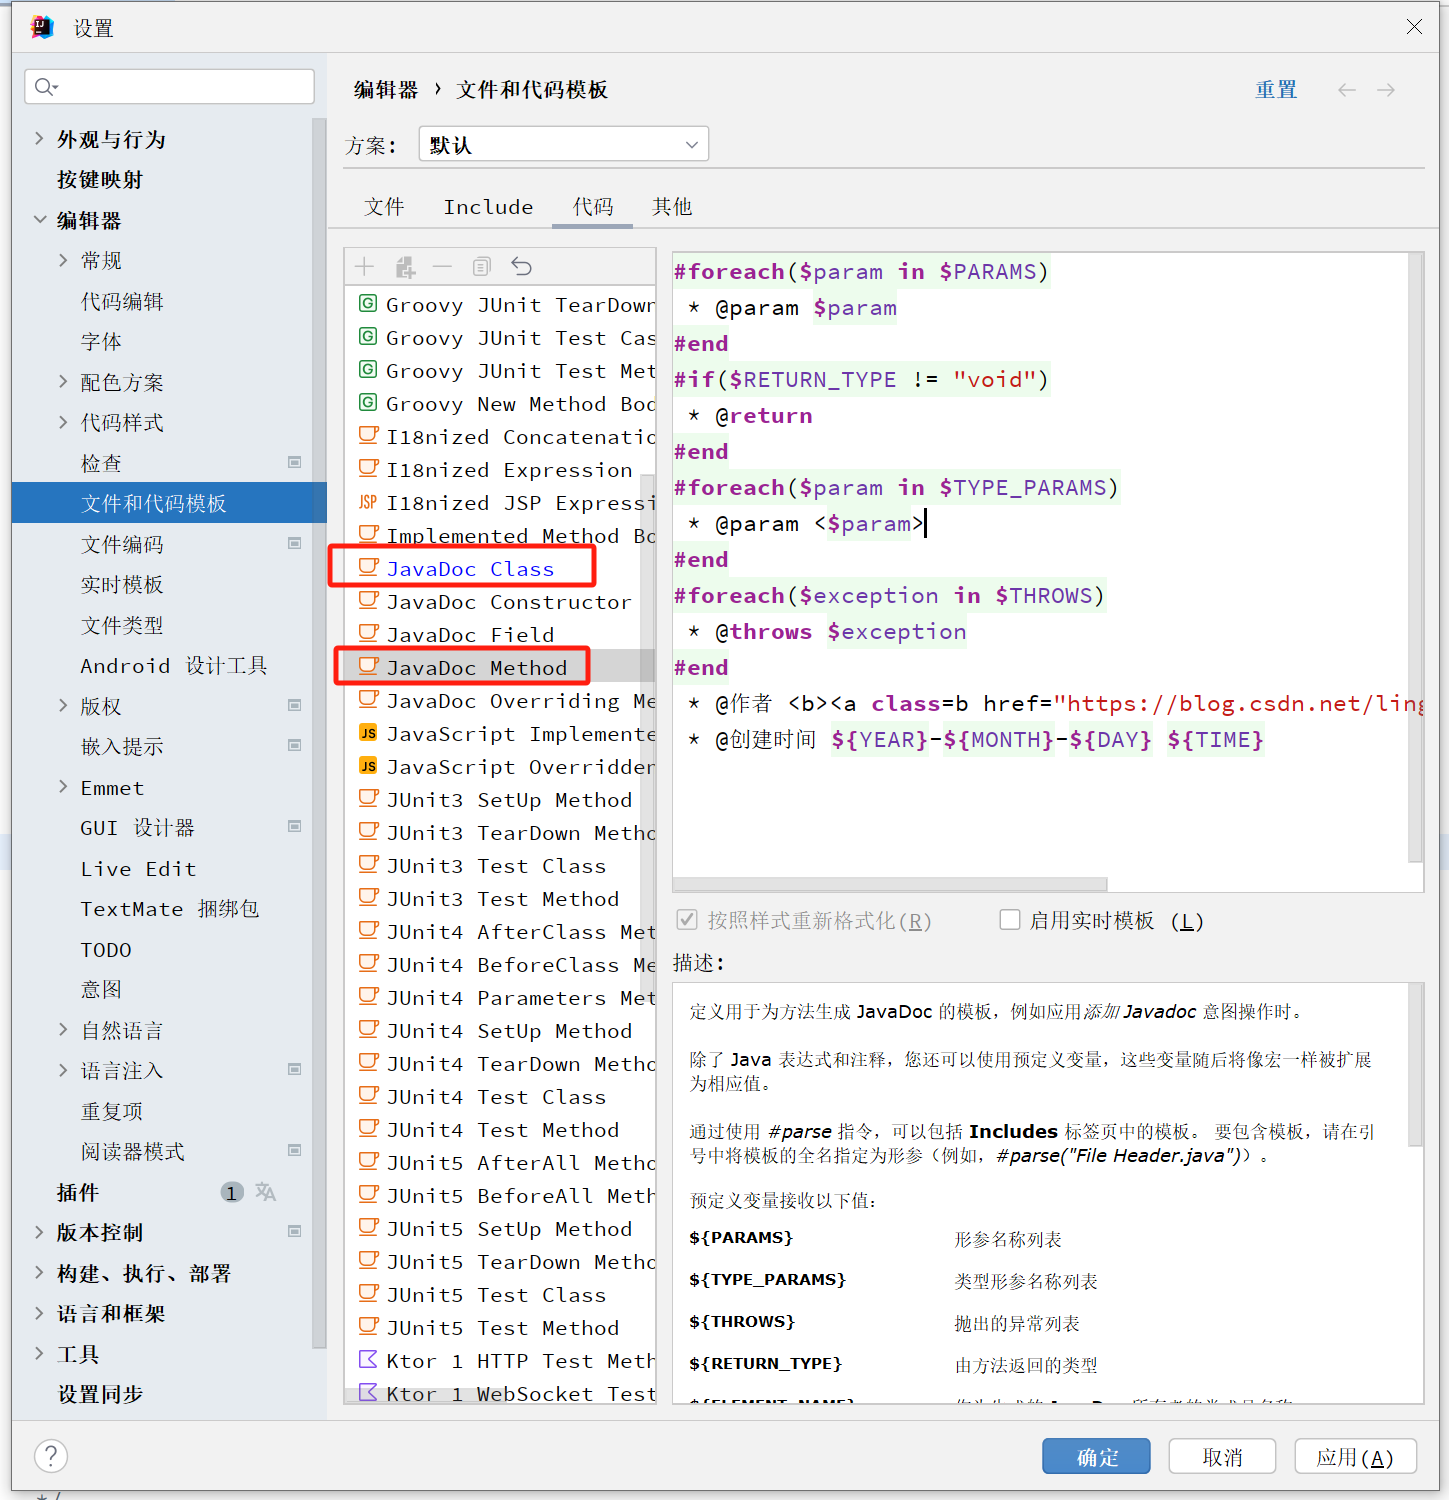 设置
编辑器 › 文件和代码模板
重置
方案:
默认
文件
Include
代码
其他
外观与行为
按键映射
编辑器
常规
代码编辑
字体
配色方案
代码样式
检查
文件和代码模板
文件编码
实时模板
文件类型
Android 设计工具
版权
嵌入提示
Emmet
GUI 设计器
Live Edit
TextMate 捆绑包
TODO
意图
自然语言
语言注入
重复项
阅读器模式
插件 1
版本控制
构建、执行、部署
语言和框架
工具
设置同步
Groovy JUnit TearDown
Groovy JUnit Test Cas
Groovy JUnit Test Met
Groovy New Method Bod
I18nized Concatenatio
I18nized Expression
JSP I18nized JSP Expressi
Implemented Method Bo
JavaDoc Class
JavaDoc Constructor
JavaDoc Field
JavaDoc Method
JavaDoc Overriding Me
JS JavaScript Implemente
JS JavaScript Overridden
JUnit3 SetUp Method
JUnit3 TearDown Metho
JUnit3 Test Class
JUnit3 Test Method
JUnit4 AfterClass Met
JUnit4 BeforeClass Me
JUnit4 Parameters Met
JUnit4 SetUp Method
JUnit4 TearDown Method
JUnit4 Test Class
JUnit4 Test Method
JUnit5 AfterAll Metho
JUnit5 BeforeAll Meth
JUnit5 SetUp Method
JUnit5 TearDown Metho
JUnit5 Test Class
JUnit5 Test Method
Ktor 1 HTTP Test Meth
Ktor 1 WebSocket Test
#foreach($param in $PARAMS)
* @param $param
#end
#if($RETURN_TYPE != "void")
* @return
#end
#foreach($param in $TYPE_PARAMS)
* @param <$param>
#end
#foreach($exception in $THROWS)
* @throws $exception
#end
* @作者 <b><a class=b href="https://blog.csdn.net/ling
* @创建时间 ${YEAR}-${MONTH}-${DAY} ${TIME}
按照样式重新格式化(R)
启用实时模板 (L)
描述:
定义用于为方法生成 JavaDoc 的模板，例如应用添加 Javadoc 意图操作时。
除了 Java 表达式和注释，您还可以使用预定义变量，这些变量随后将像宏一样被扩展
为相应值。
通过使用 #parse 指令，可以包括 Includes 标签页中的模板。 要包含模板，请在引
号中将模板的全名指定为形参（例如，#parse("File Header.java")）。
预定义变量接收以下值：
${PARAMS} 形参名称列表
${TYPE_PARAMS} 类型形参名称列表
${THROWS} 抛出的异常列表
${RETURN_TYPE} 由方法返回的类型
?
确定
取消
应用(A)